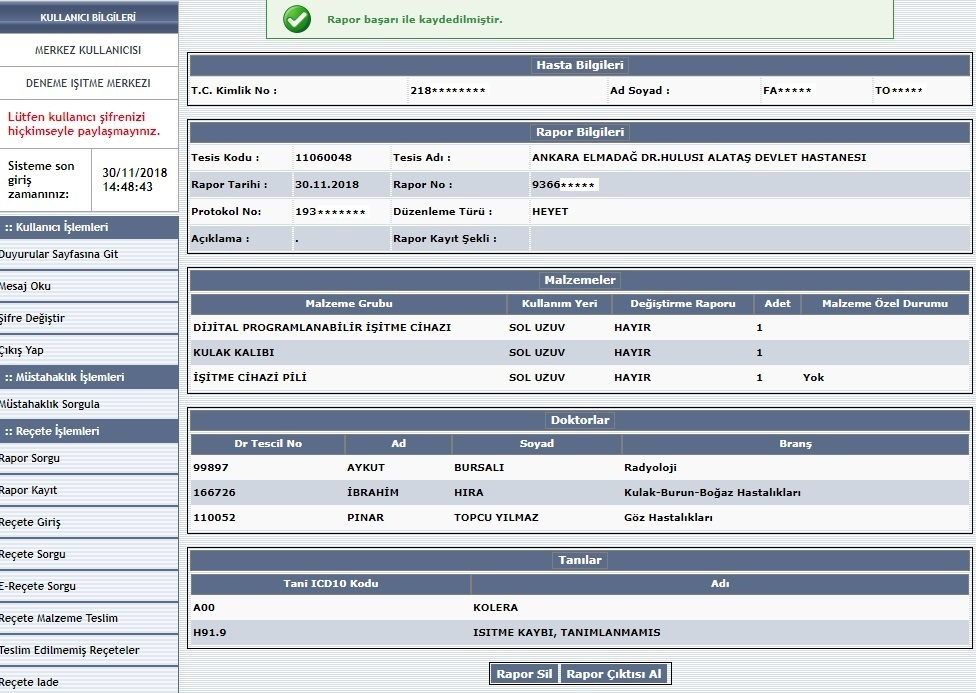 KULLANICI BİLGİLERİ
MERKEZ KULLANICISI
DENEME IŞITME MERKEZI
Lütfen kullanıcı şifrenizi
hiçkimseyle paylaşmayınız.
Sisteme son
giriş
zamanınız:
30/11/2018
14:48:43
:: Kullanıcı İşlemleri
Duyurular Sayfasına Git
Mesaj Oku
Şifre Değiştir
Çıkış Yap
:: Müstahaklık İşlemleri
Müstahaklık Sorgula
:: Reçete İşlemleri
Rapor Sorgu
Rapor Kayıt
Reçete Giriş
Reçete Sorgu
E-Reçete Sorgu
Reçete Malzeme Teslim
Teslim Edilmemiş Reçeteler
Reçete Iade
Rapor başarı ile kaydedilmiştir.
Hasta Bilgileri
T.C. Kimlik No : 218******** Ad Soyad : FA***** TO*****
Rapor Bilgileri
Tesis Kodu : 11060048 Tesis Adı : ANKARA ELMADAĞ DR.HULUSI ALATAŞ DEVLET HASTANESI
Rapor Tarihi : 30.11.2018 Rapor No : 9366*****
Protokol No: 193******* Düzenleme Türü : HEYET
Açıklama : . Rapor Kayıt Şekli :
Malzemeler
Malzeme Grubu Kullanım Yeri Değiştirme Raporu Adet Malzeme Özel Durumu
DİJİTAL PROGRAMLANABİLİR İŞİTME CİHAZI SOL UZUV HAYIR 1
KULAK KALIBI SOL UZUV HAYIR 1
İŞİTME CİHAZİ PİLİ SOL UZUV HAYIR 1 Yok
Doktorlar
Dr Tescil No Ad Soyad Branş
99897 AYKUT BURSALI Radyoloji
166726 İBRAHİM HIRA Kulak-Burun-Boğaz Hastalıkları
110052 PINAR TOPCU YILMAZ Göz Hastalıkları
Tanılar
Tani ICD10 Kodu Adı
A00 KOLERA
H91.9 ISITME KAYBI, TANIMLANMAMIS
Rapor Sil Rapor Çıktısı Al